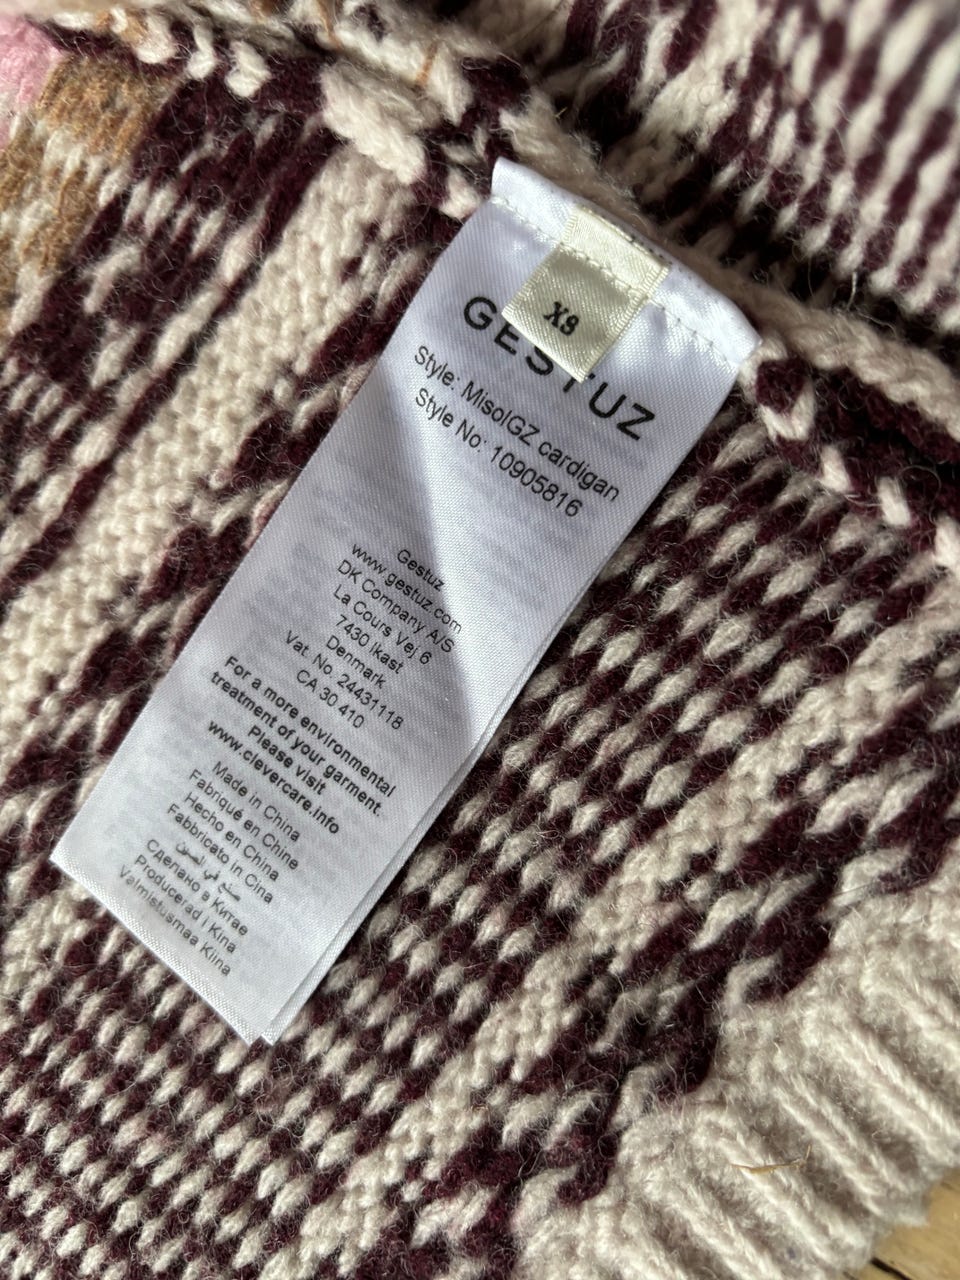 XS
GESTUZ
Style: MisolGZ cardigan
Style No: 10905816
Gestuz
www.gestuz.com
DK Company A/S
La Cours Vej 6
7430 Ikast
Denmark
Vat. No. 24431118
CA 30 410
For a more environmental
treatment of your garment.
Please visit
www.clevercare.info
Made in China
Fabriqué en Chine
Hecho en China
Fabbricato in Cina
صنع في الصين
Сделано в Китае
Producerad i Kina
Valmistusmaa Kiina